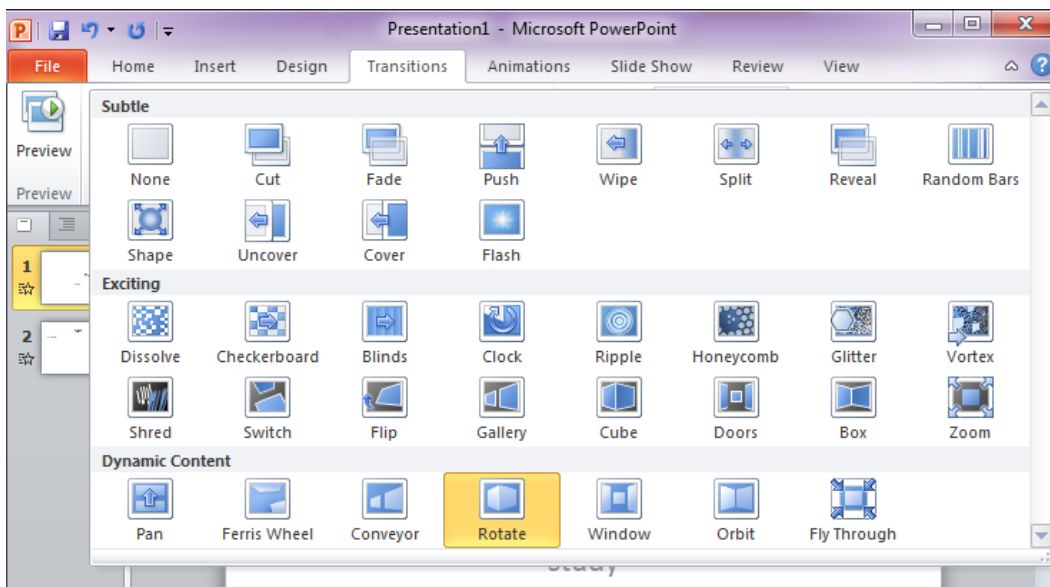 Presentation1 - Microsoft PowerPoint
File Home Insert Design Transitions Animations Slide Show Review View
Preview
Preview
Subtle
None Cut Fade Push Wipe Split Reveal Random Bars
Shape Uncover Cover Flash
Exciting
Dissolve Checkerboard Blinds Clock Ripple Honeycomb Glitter Vortex
Shred Switch Flip Gallery Cube Doors Box Zoom
Dynamic Content
Pan Ferris Wheel Conveyor Rotate Window Orbit Fly Through
1
2